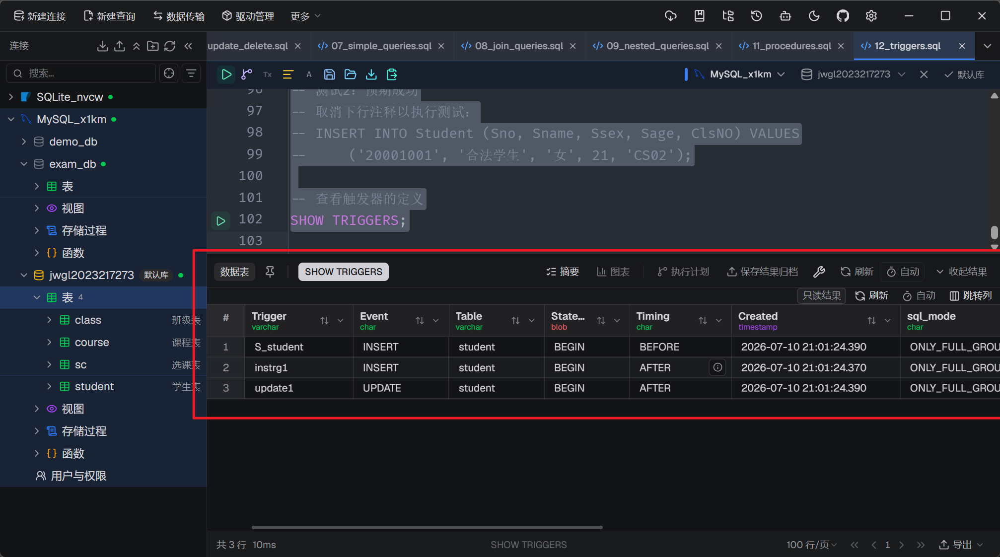 新建连接 新建查询 数据传输 驱动管理 更多
连接
update_delete.sql 07_simple_queries.sql 08_join_queries.sql 09_nested_queries.sql 11_procedures.sql 12_triggers.sql
搜索...
Tx A MySQL_x1km jwgl2023217273 默认库
SQLite_nvcw
MySQL_x1km
demo_db
exam_db
表
视图
存储过程
函数
jwgl2023217273 默认库
表 4
class 班级表
course 课程表
sc 选课表
student 学生表
视图
存储过程
函数
用户与权限
96 -- 测试2: 预期成功
97 -- 取消下行注释以执行测试:
98 -- INSERT INTO Student (Sno, Sname, Ssex, Sage, ClsNO) VALUES
99 -- ('20001001', '合法学生', '女', 21, 'CS02');
100
101 -- 查看触发器的定义
102 SHOW TRIGGERS;
103
数据表 SHOW TRIGGERS 摘要 图表 执行计划 保存结果归档 刷新 自动 收起结果
只读结果 刷新 自动 跳转列
# Trigger Event Table State... Timing Created sql_mode
varchar char varchar blob char timestamp char
1 S_student INSERT student BEGIN BEFORE 2026-07-10 21:01:24.390 ONLY_FULL_GROU
2 instrg1 INSERT student BEGIN AFTER 2026-07-10 21:01:24.370 ONLY_FULL_GROU
3 update1 UPDATE student BEGIN AFTER 2026-07-10 21:01:24.390 ONLY_FULL_GROU
共 3 行 10ms SHOW TRIGGERS 100 行/页 1 导出